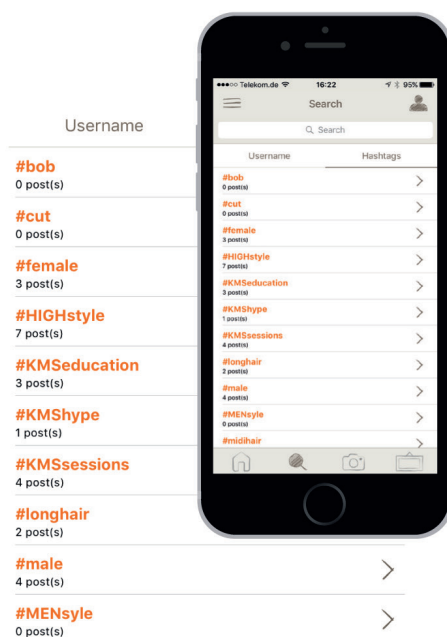 Username
#bob
0 post(s)
#cut
0 post(s)
#female
3 post(s)
#HIGHstyle
7 post(s)
#KMSeducation
3 post(s)
#KMShype
1 post(s)
#KMSsessions
4 post(s)
#longhair
2 post(s)
#male
4 post(s)
#MENsyle
0 post(s)
Telekom.de 16:22 95%
Search
Search
Username Hashtags
#bob
0 post(s)
#cut
0 post(s)
#female
3 post(s)
#HIGHstyle
7 post(s)
#KMSeducation
3 post(s)
#KMShype
1 post(s)
#KMSsessions
4 post(s)
#longhair
2 post(s)
#male
4 post(s)
#MENsyle
0 post(s)
#midihair